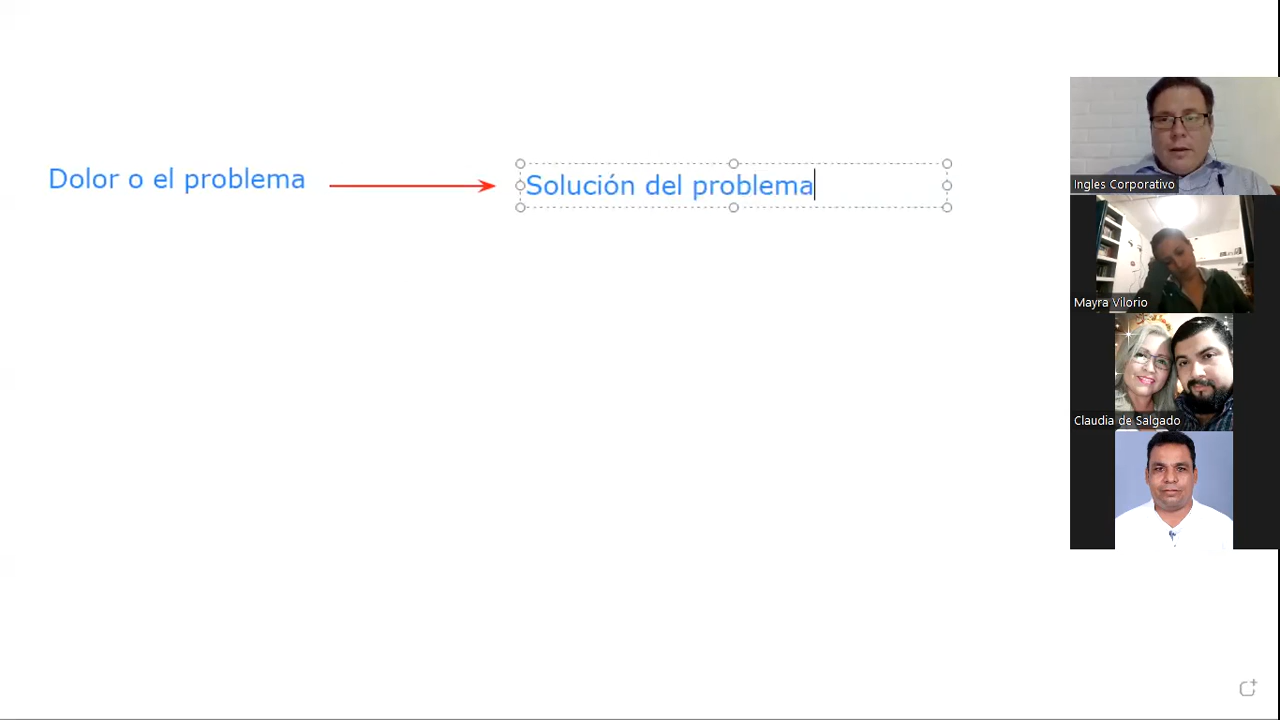 Dolor o el problema
Solución del problema
Ingles Corporativo
Mayra Vilorio
Claudia de Salgado